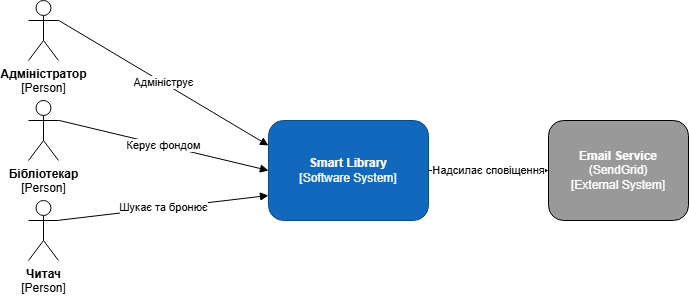 Адміністратор
[Person]
Адмініструє
Бібліотекар
[Person]
Керує фондом
Читач
[Person]
Шукає та бронює
Smart Library
[Software System]
Надсилає сповіщення
Email Service
(SendGrid)
[External System]